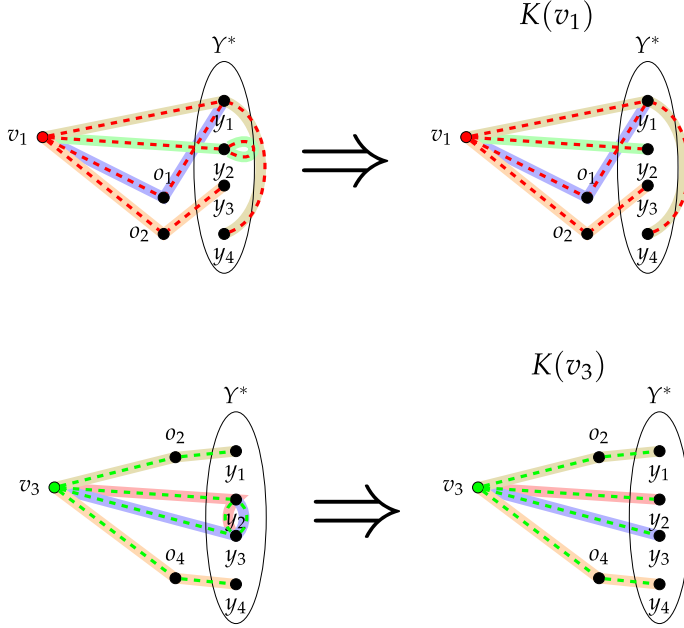 K(v₁)
Y* Y*
v₁ y₁ v₁ y₁
o₁ y₂ o₁ y₂
o₂ y₃ o₂ y₃
y₄ y₄
K(v₃)
Y* Y*
o₂ y₁ o₂ y₁
v₃ y₂ v₃ y₂
o₄ y₃ o₄ y₃
y₄ y₄